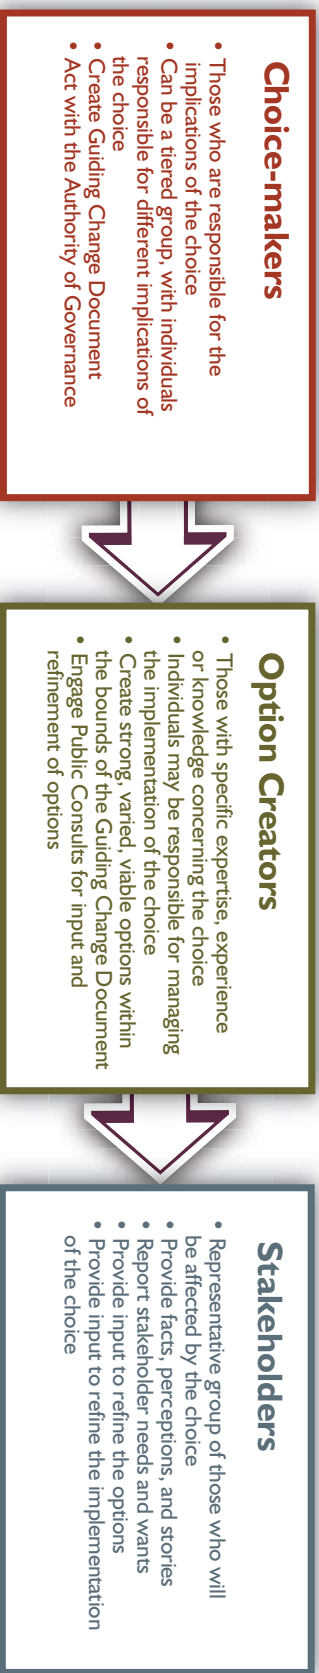 Choice-makers
• Those who are responsible for the
implications of the choice
• Can be a tiered group, with individuals
responsible for different implications of
the choice
• Create Guiding Change Document
• Act with the Authority of Governance
Option Creators
• Those with specific expertise, experience
or knowledge concerning the choice
• Individuals may be responsible for managing
the implementation of the choice
• Create strong, varied, viable options within
the bounds of the Guiding Change Document
• Engage Public Consults for input and
refinement of options
Stakeholders
• Representative group of those who will
be affected by the choice
• Provide facts, perceptions, and stories
• Report stakeholder needs and wants
• Provide input to refine the options
• Provide input to refine the implementation
of the choice